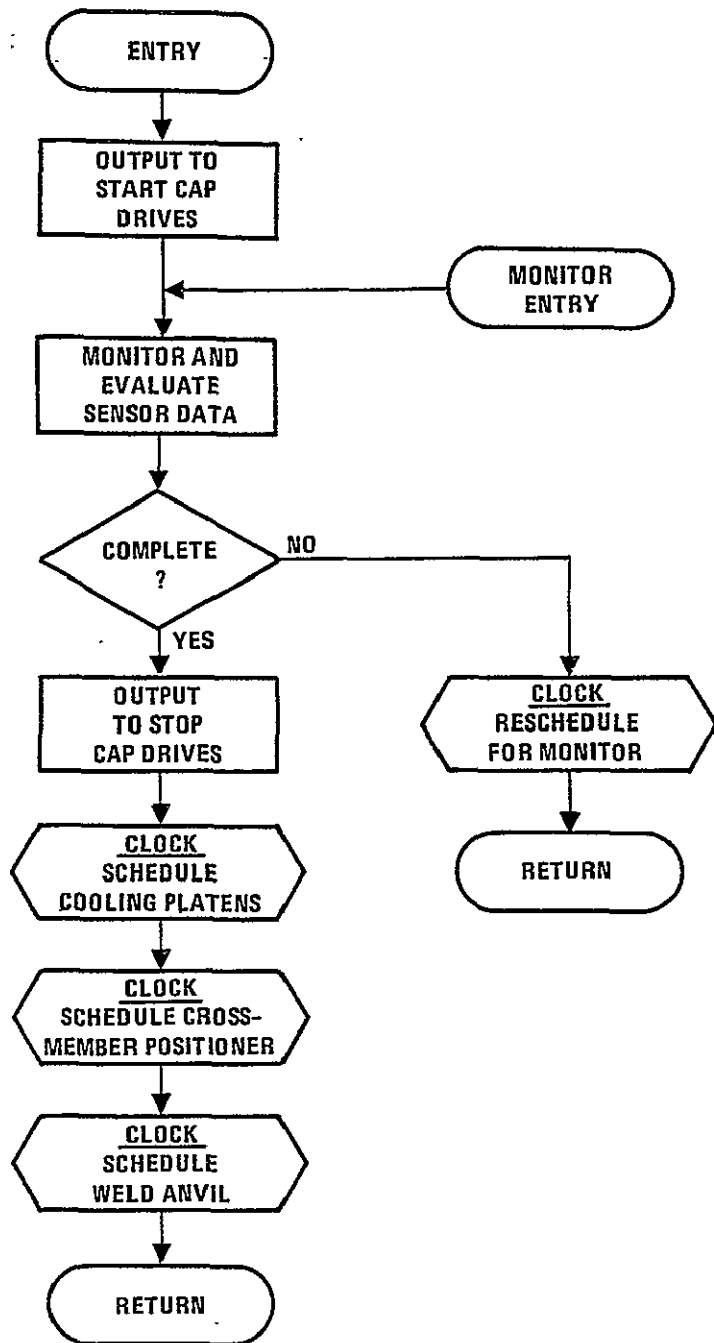 ENTRY
OUTPUT TO
START CAP
DRIVES
MONITOR
ENTRY
MONITOR AND
EVALUATE
SENSOR DATA
COMPLETE
?
NO
YES
OUTPUT
TO STOP
CAP DRIVES
CLOCK
RESCHEDULE
FOR MONITOR
CLOCK
SCHEDULE
COOLING PLATENS
RETURN
CLOCK
SCHEDULE CROSS-
MEMBER POSITIONER
CLOCK
SCHEDULE
WELD ANVIL
RETURN